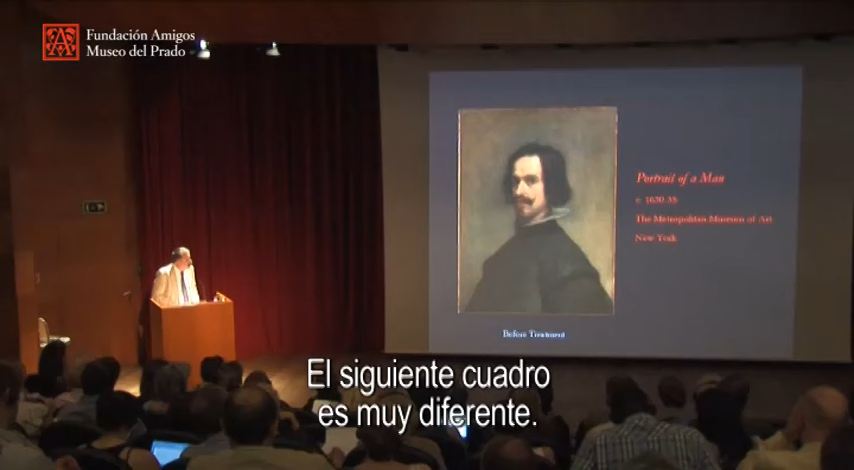 Fundación Amigos
Museo del Prado
Portrait of a Man
c. 1630-35
The Metropolitan Museum of Art
New York
Before Treatment
El siguiente cuadro
es muy diferente.